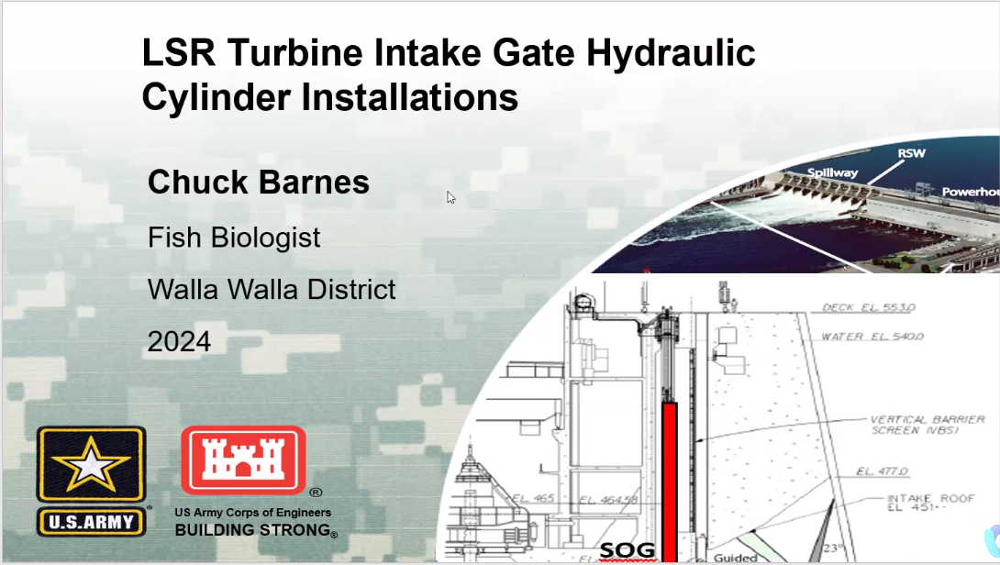 LSR Turbine Intake Gate Hydraulic
Cylinder Installations
Chuck Barnes
Fish Biologist
Walla Walla District
2024
RSW
Spillway
DECK EL. 553.0
WATER EL. 540.0
VERTICAL BARRIER
SCREEN (VBS)
EL. 477.0
INTAKE ROOF
EL 451
EL. 465
EL. 464.58
23°
SOG
Guided
U.S.ARMY
®
®
US Army Corps of Engineers
BUILDING STRONG®